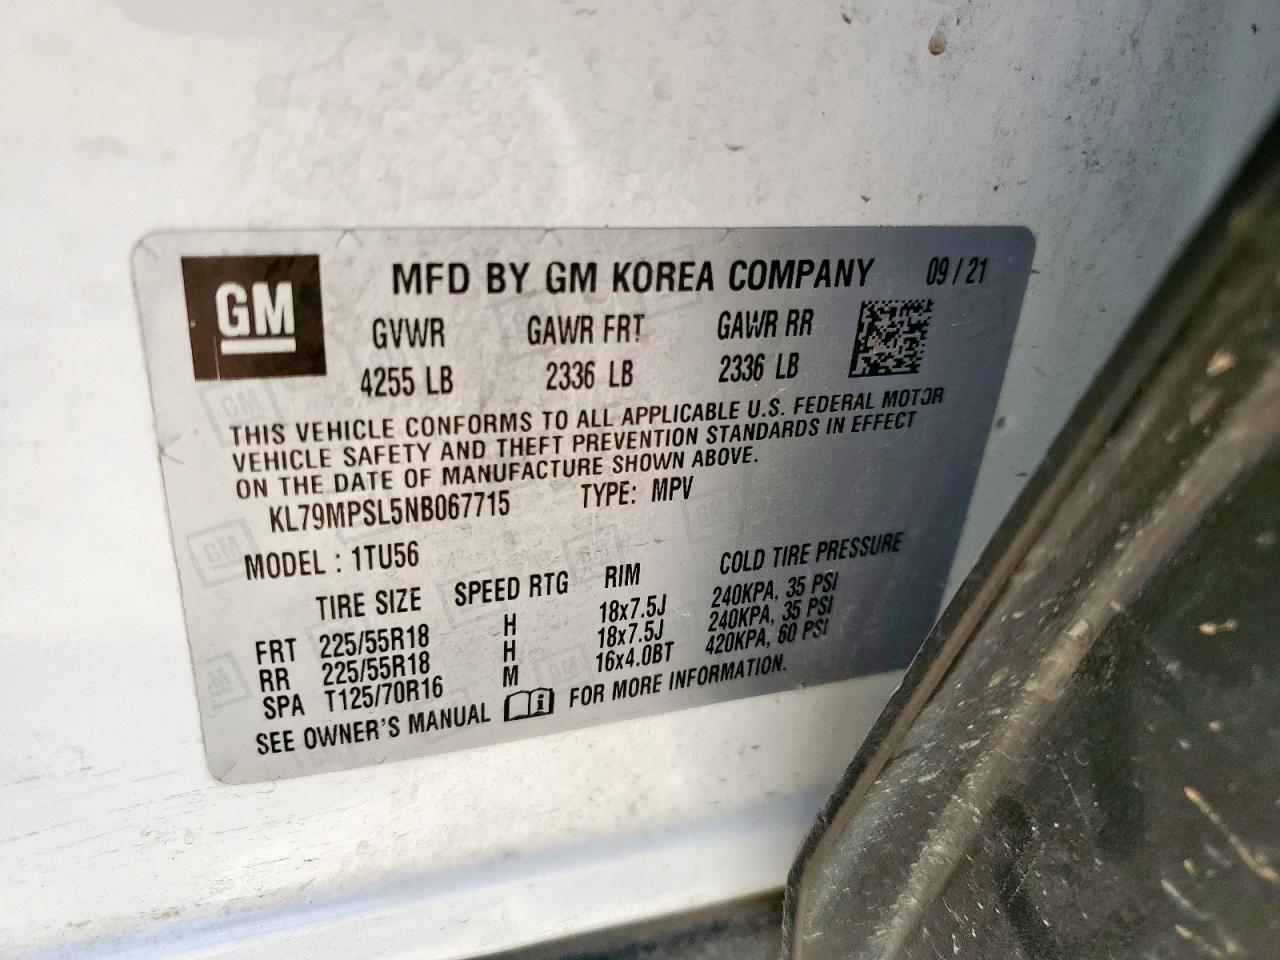 GM
MFD BY GM KOREA COMPANY 09 / 21
GVWR GAWR FRT GAWR RR
4255 LB 2336 LB 2336 LB
THIS VEHICLE CONFORMS TO ALL APPLICABLE U.S. FEDERAL MOTOR
VEHICLE SAFETY AND THEFT PREVENTION STANDARDS IN EFFECT
ON THE DATE OF MANUFACTURE SHOWN ABOVE.
KL79MPSL5NB067715 TYPE: MPV
MODEL : 1TU56
TIRE SIZE SPEED RTG RIM COLD TIRE PRESSURE
FRT 225/55R18 H 18x7.5J 240KPA, 35 PSI
RR 225/55R18 H 18x7.5J 240KPA, 35 PSI
SPA T125/70R16 M 16x4.0BT 420KPA, 60 PSI
SEE OWNER'S MANUAL i FOR MORE INFORMATION.